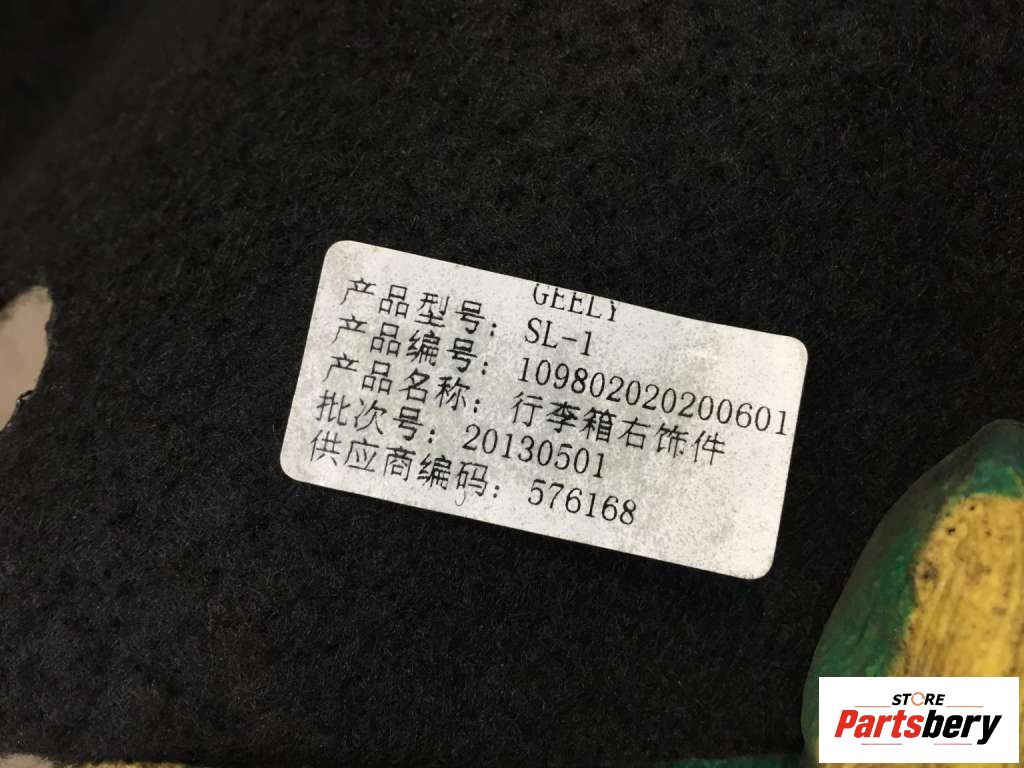 GEELY
产品型号: SL-1
产品编号: 109802020200601
产品名称: 行李箱右饰件
批次号: 20130501
供应商编码: 576168
STORE
Partsbery